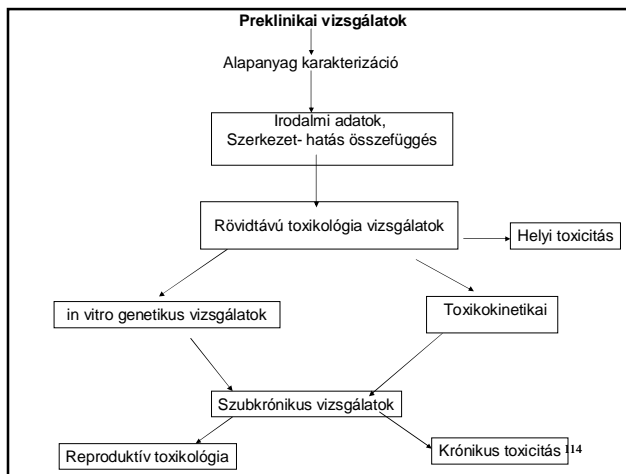 Preklinikai vizsgálatok
Alapanyag karakterizáció
Irodalmi adatok,
Szerkezet- hatás összefüggés
Rövidtávú toxikológia vizsgálatok
Helyi toxicitás
in vitro genetikus vizsgálatok
Toxikokinetikai
Szubkrónikus vizsgálatok
Reproduktív toxikológia
Krónikus toxicitás 114